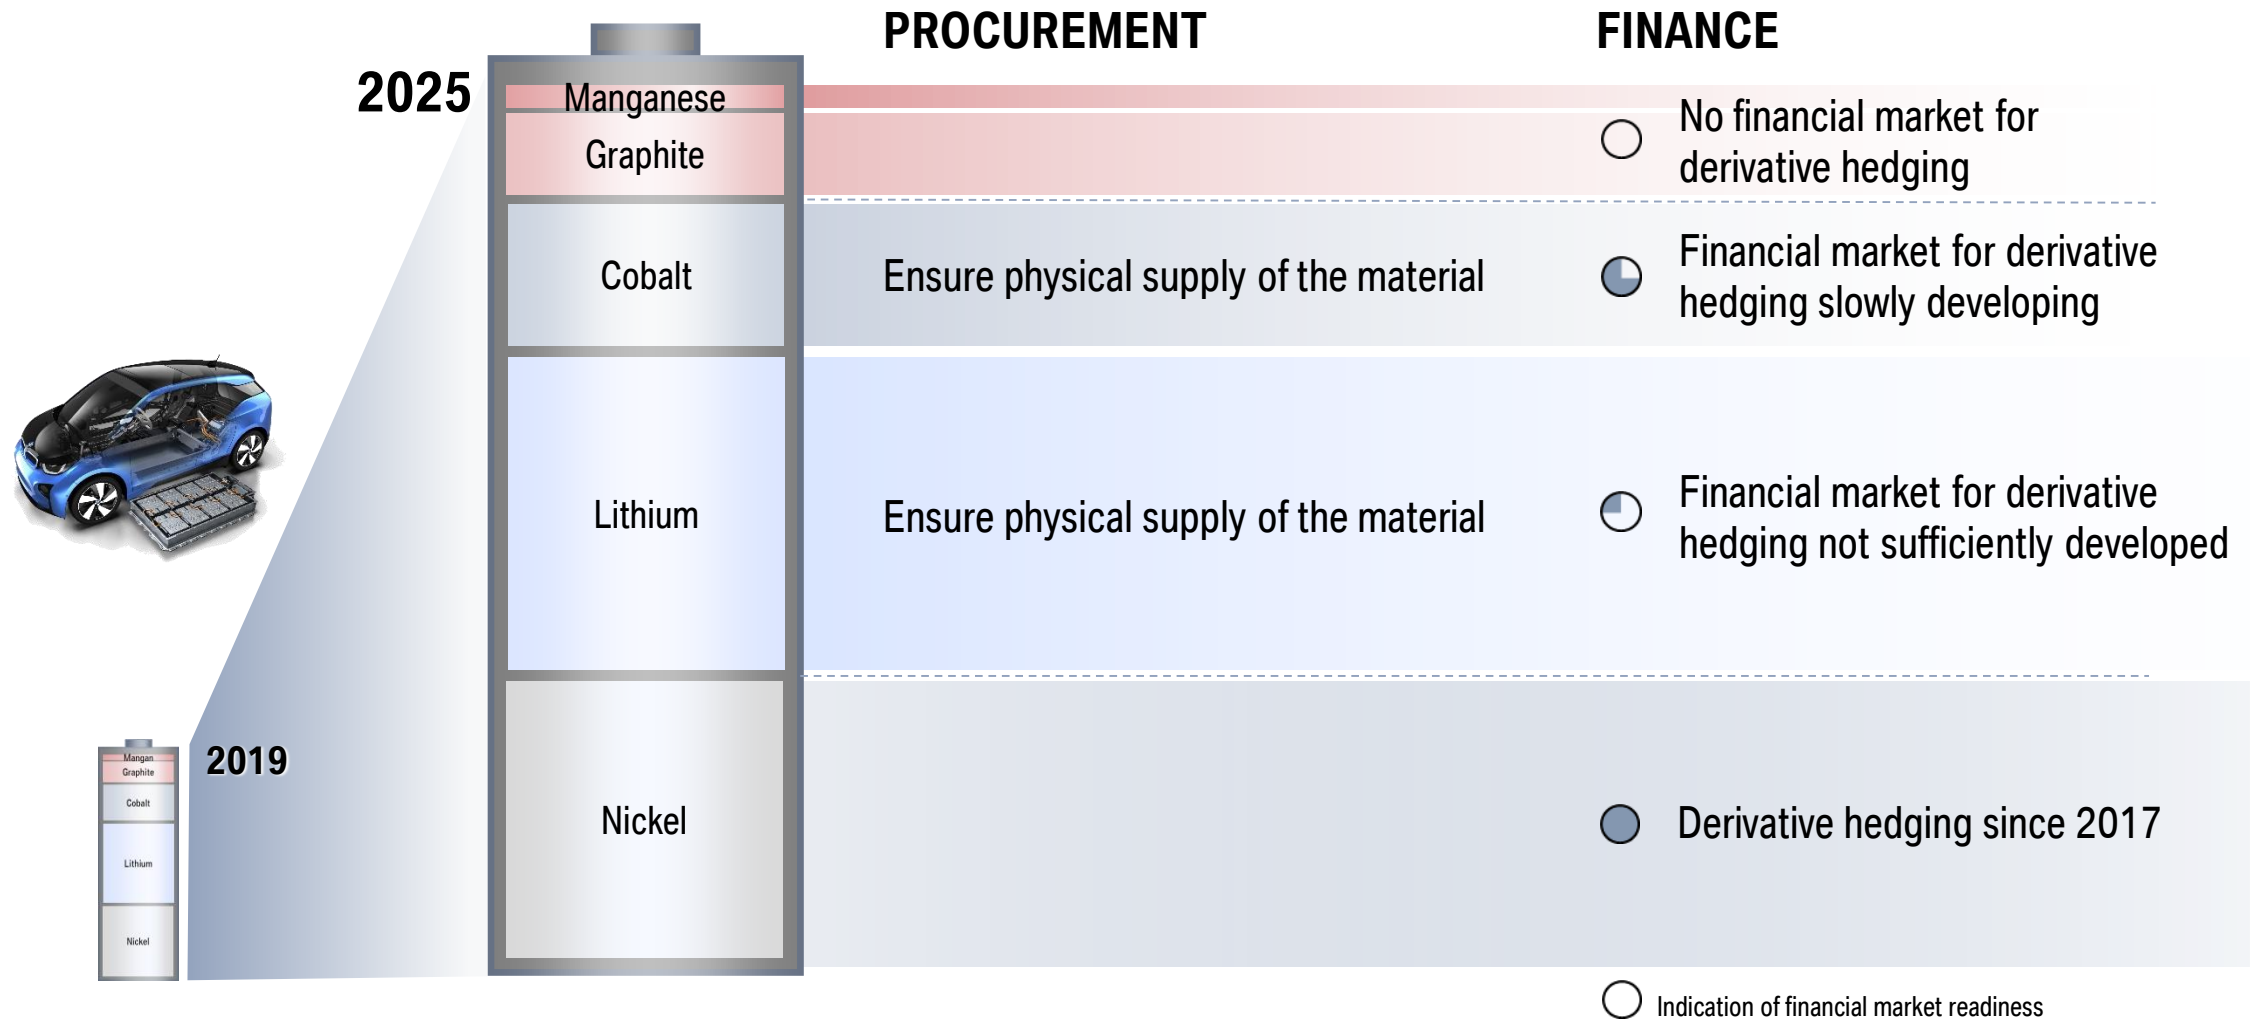 PROCUREMENT
FINANCE
2025
Manganese
Graphite
No financial market for
derivative hedging
Cobalt
Ensure physical supply of the material
Financial market for derivative
hedging slowly developing
Lithium
Ensure physical supply of the material
Financial market for derivative
hedging not sufficiently developed
Nickel
Derivative hedging since 2017
2019
Mangan
Graphite
Cobalt
Lithium
Nickel
Indication of financial market readiness